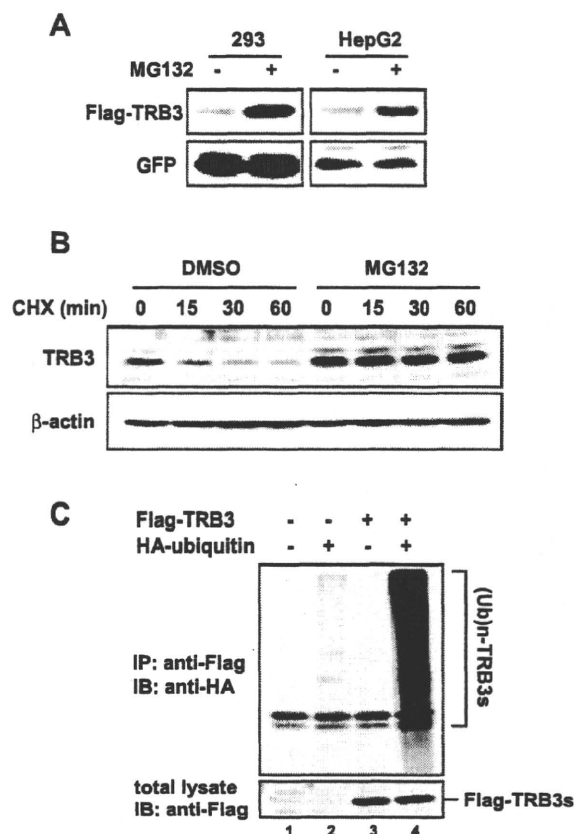 A
293 HepG2
MG132 - + - +
Flag-TRB3
GFP
B
DMSO MG132
CHX (min) 0 15 30 60 0 15 30 60
TRB3
β-actin
C
Flag-TRB3 - - + +
HA-ubiquitin - + - +
IP: anti-Flag
IB: anti-HA
(Ub)n-TRB3s
total lysate
IB: anti-Flag
Flag-TRB3s
1 2 3 4